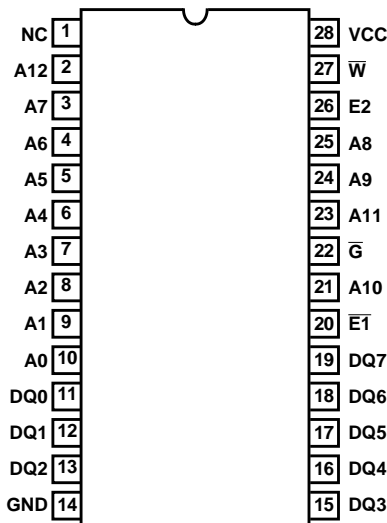 NC 1 28 VCC
A12 2 27 W̅
A7 3 26 E2
A6 4 25 A8
A5 5 24 A9
A4 6 23 A11
A3 7 22 G̅
A2 8 21 A10
A1 9 20 E̅1̅
A0 10 19 DQ7
DQ0 11 18 DQ6
DQ1 12 17 DQ5
DQ2 13 16 DQ4
GND 14 15 DQ3